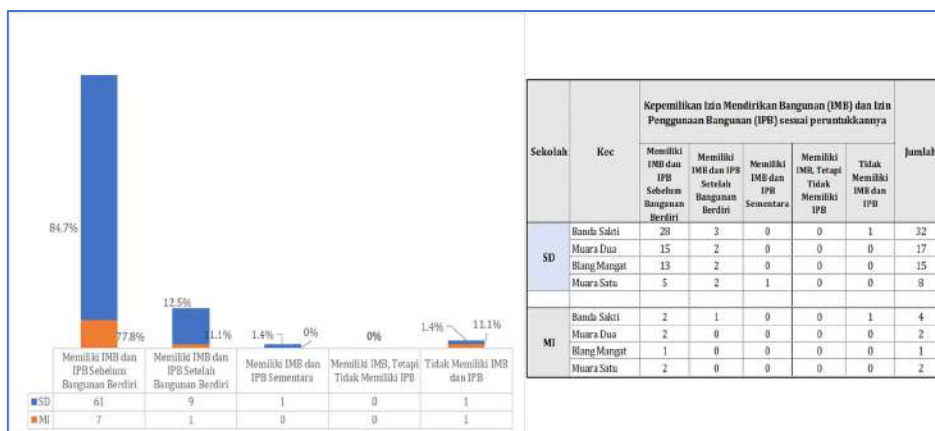 84.7%
77.8%
12.5%
11.1%
1.4%
0%
0%
1.4%
11.1%
Memiliki IMB dan IPB Sebelum Bangunan Berdiri
Memiliki IMB dan IPB Setelah Bangunan Berdiri
Memiliki IMB dan IPB Sementara
Memiliki IMB, Tetapi Tidak Memiliki IPB
Tidak Memiliki IMB dan IPB
SD 61 9 1 0 1
MI 7 1 0 0 1
Sekolah
Kec
Kepemilikan Izin Mendirikan Bangunan (IMB) dan Izin
Penggunaan Bangunan (IPB) sesuai peruntukkannya
Jumlah
Memiliki IMB dan IPB Sebelum Bangunan Berdiri
Memiliki IMB dan IPB Setelah Bangunan Berdiri
Memiliki IMB dan IPB Sementara
Memiliki IMB, Tetapi Tidak Memiliki IPB
Tidak Memiliki IMB dan IPB
SD
Banda Sakti 28 3 0 0 1 32
Muara Dua 15 2 0 0 0 17
Blang Mangat 13 2 0 0 0 15
Muara Satu 5 2 1 0 0 8
MI
Banda Sakti 2 1 0 0 1 4
Muara Dua 2 0 0 0 0 2
Blang Mangat 1 0 0 0 0 1
Muara Satu 2 0 0 0 0 2